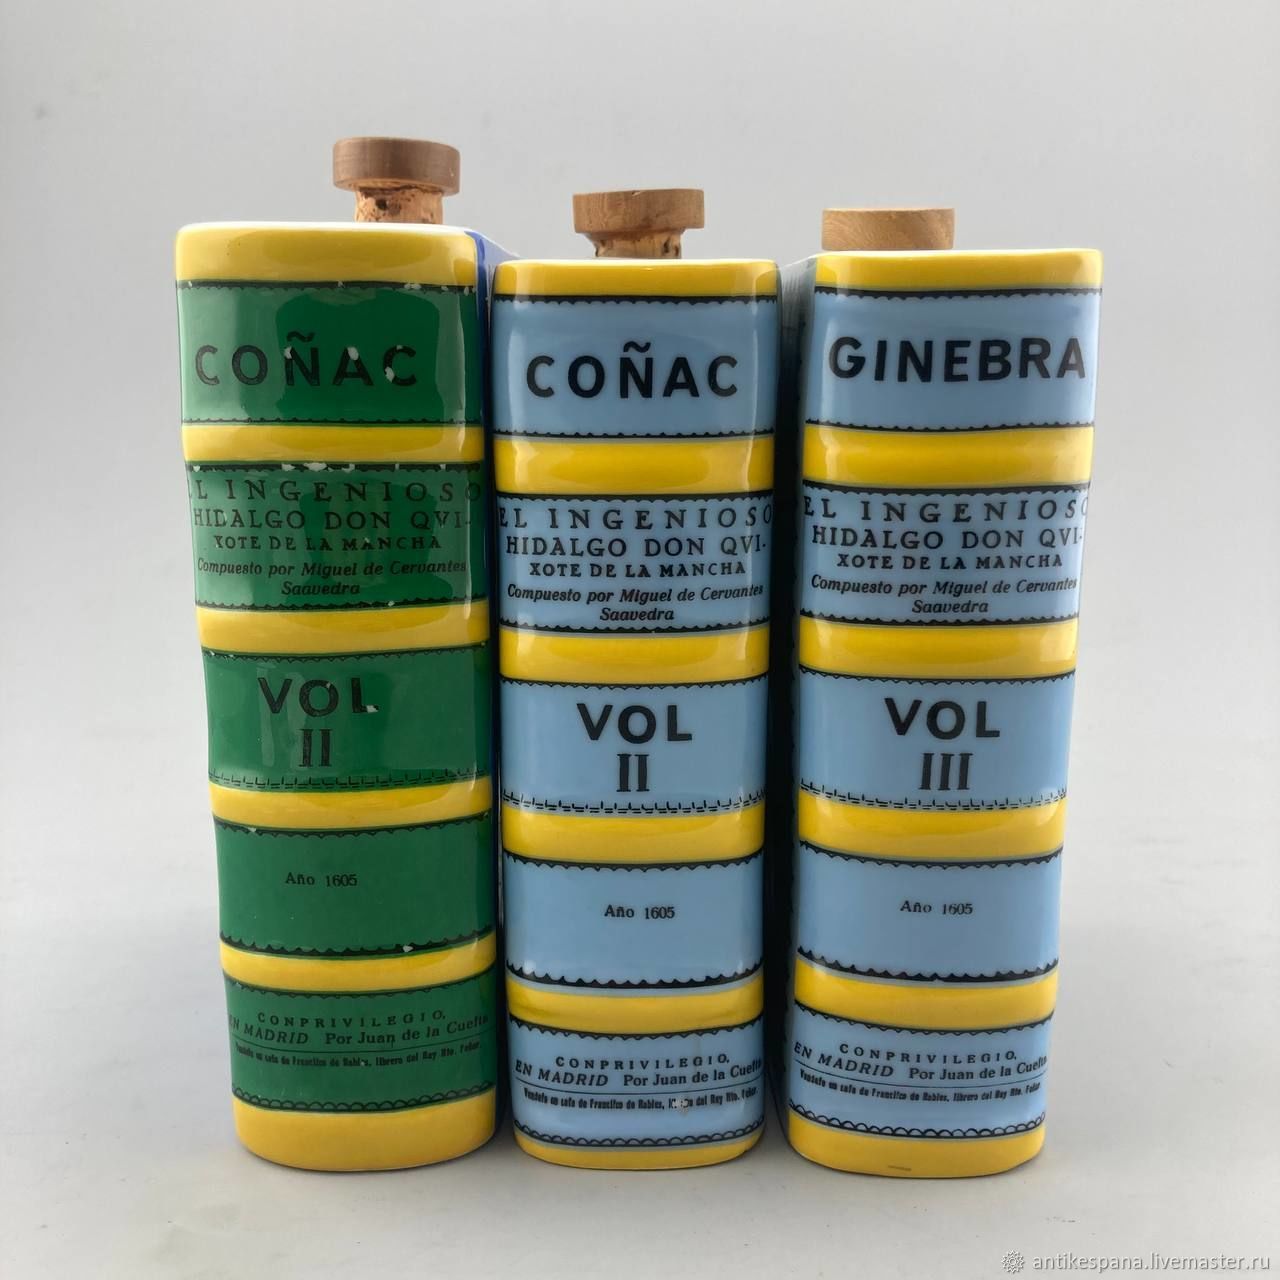 COÑAC
EL INGENIOSO
HIDALGO DON QVI-
XOTE DE LA MANCHA
Compuesto por Miguel de Cervantes
Saavedra
VOL
II
Año 1605
CONPRIVILEGIO,
EN MADRID Por Juan de la Cuefta
COÑAC
EL INGENIOSO
HIDALGO DON QVI-
XOTE DE LA MANCHA
Compuesto por Miguel de Cervantes
Saavedra
VOL
II
Año 1605
CONPRIVILEGIO,
EN MADRID Por Juan de la Cuefta
GINEBRA
EL INGENIOSO
HIDALGO DON QVI-
XOTE DE LA MANCHA
Compuesto por Miguel de Cervantes
Saavedra
VOL
III
Año 1605
CONPRIVILEGIO,
EN MADRID Por Juan de la Cuefta
antikespana.livemaster.ru